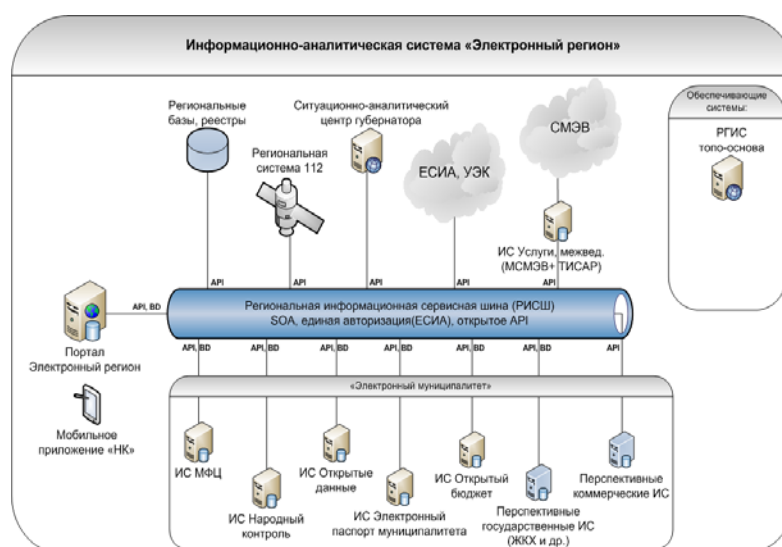 Информационно-аналитическая система «Электронный регион»
Региональные
базы, реестры
Региональная
система 112
Ситуационно-аналитический
центр губернатора
ЕСИА, УЭК
СМЭВ
ИС Услуги, межвед.
(МСМЭВ+ ТИСАР)
Обеспечивающие
системы:
РГИС
топо-основа
API
API
API
API
API
API, BD
Региональная информационная сервисная шина (РИСШ)
SOA, единая авторизация(ЕСИА), открытое API
Портал
Электронный регион
Мобильное
приложение «НК»
API, BD
API, BD
API, BD
API, BD
API, BD
API, BD
API
«Электронный муниципалитет»
ИС МФЦ
ИС Народный
контроль
ИС Открытые
данные
ИС Электронный
паспорт муниципалитета
ИС Открытый
бюджет
Перспективные
государственные ИС
(ЖКХ и др.)
Перспективные
коммерческие ИС